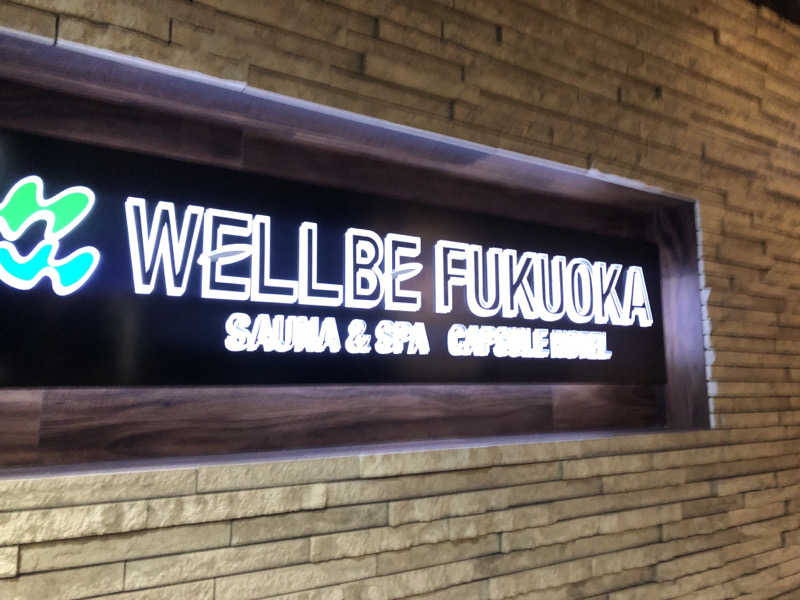 WELLBE FUKUOKA
SAUNA & SPA CAPSULE HOTEL